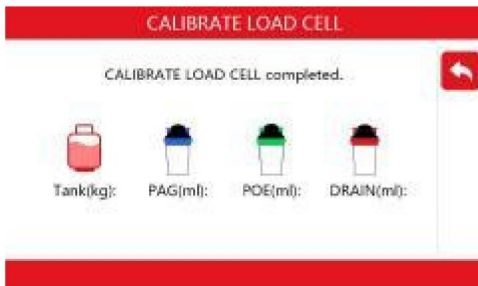 CALIBRATE LOAD CELL
CALIBRATE LOAD CELL completed.
Tank(kg): PAG(ml): POE(ml): DRAIN(ml):